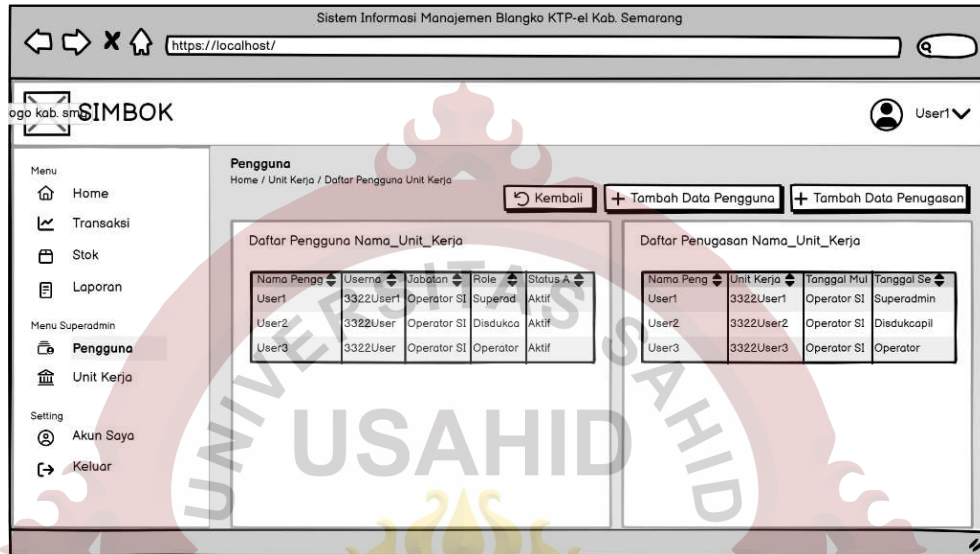 Sistem Informasi Manajemen Blangko KTP-el Kab. Semarang
https://localhost/
ogo kab. sm
SIMBOK
User1
Menu
Home
Transaksi
Stok
Laporan
Menu Superadmin
Pengguna
Unit Kerja
Setting
Akun Saya
Keluar
Pengguna
Home / Unit Kerja / Daftar Pengguna Unit Kerja
Kembali
+ Tambah Data Pengguna
+ Tambah Data Penugasan
Daftar Pengguna Nama_Unit_Kerja
Nama Pengg Userna Jabatan Role Status A
User1 3322User1 Operator SI Superad Aktif
User2 3322User Operator SI Disdukca Aktif
User3 3322User Operator SI Operator Aktif
Daftar Penugasan Nama_Unit_Kerja
Nama Peng Unit Kerja Tanggal Mul Tanggal Se
User1 3322User1 Operator SI Superadmin
User2 3322User2 Operator SI Disdukcapil
User3 3322User3 Operator SI Operator
UNIVERSITAS SAHID
USAHID